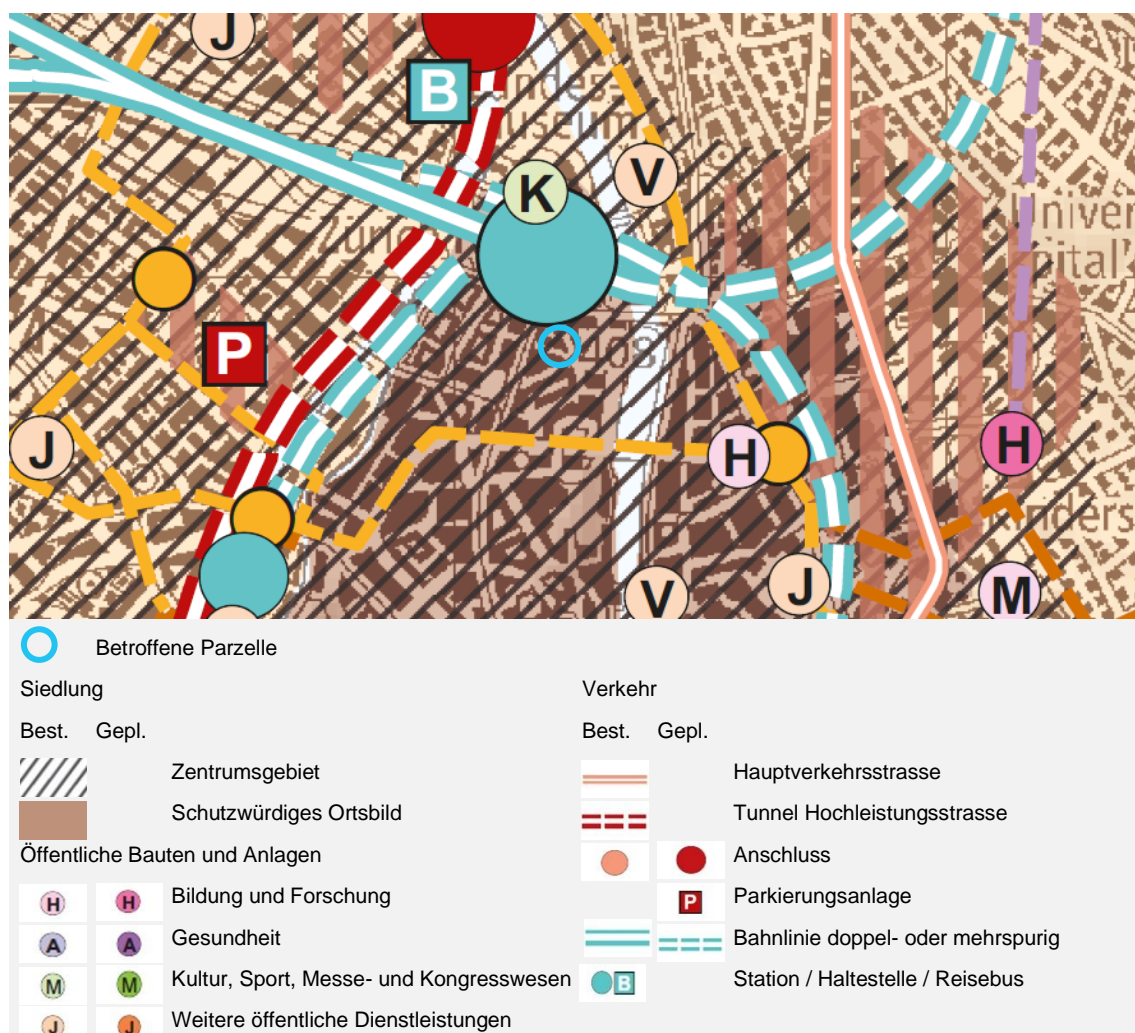 J
B
museum
K
V
Univer
P
J
H
H
V
J
M
Betroffene Parzelle
Siedlung
Verkehr
Best. Gepl.
Best. Gepl.
Zentrumsgebiet
Hauptverkehrsstrasse
Schutzwürdiges Ortsbild
Tunnel Hochleistungsstrasse
Öffentliche Bauten und Anlagen
Anschluss
H H Bildung und Forschung
P Parkierungsanlage
A A Gesundheit
Bahnlinie doppel- oder mehrspurig
M M Kultur, Sport, Messe- und Kongresswesen
B Station / Haltestelle / Reisebus
J J Weitere öffentliche Dienstleistungen